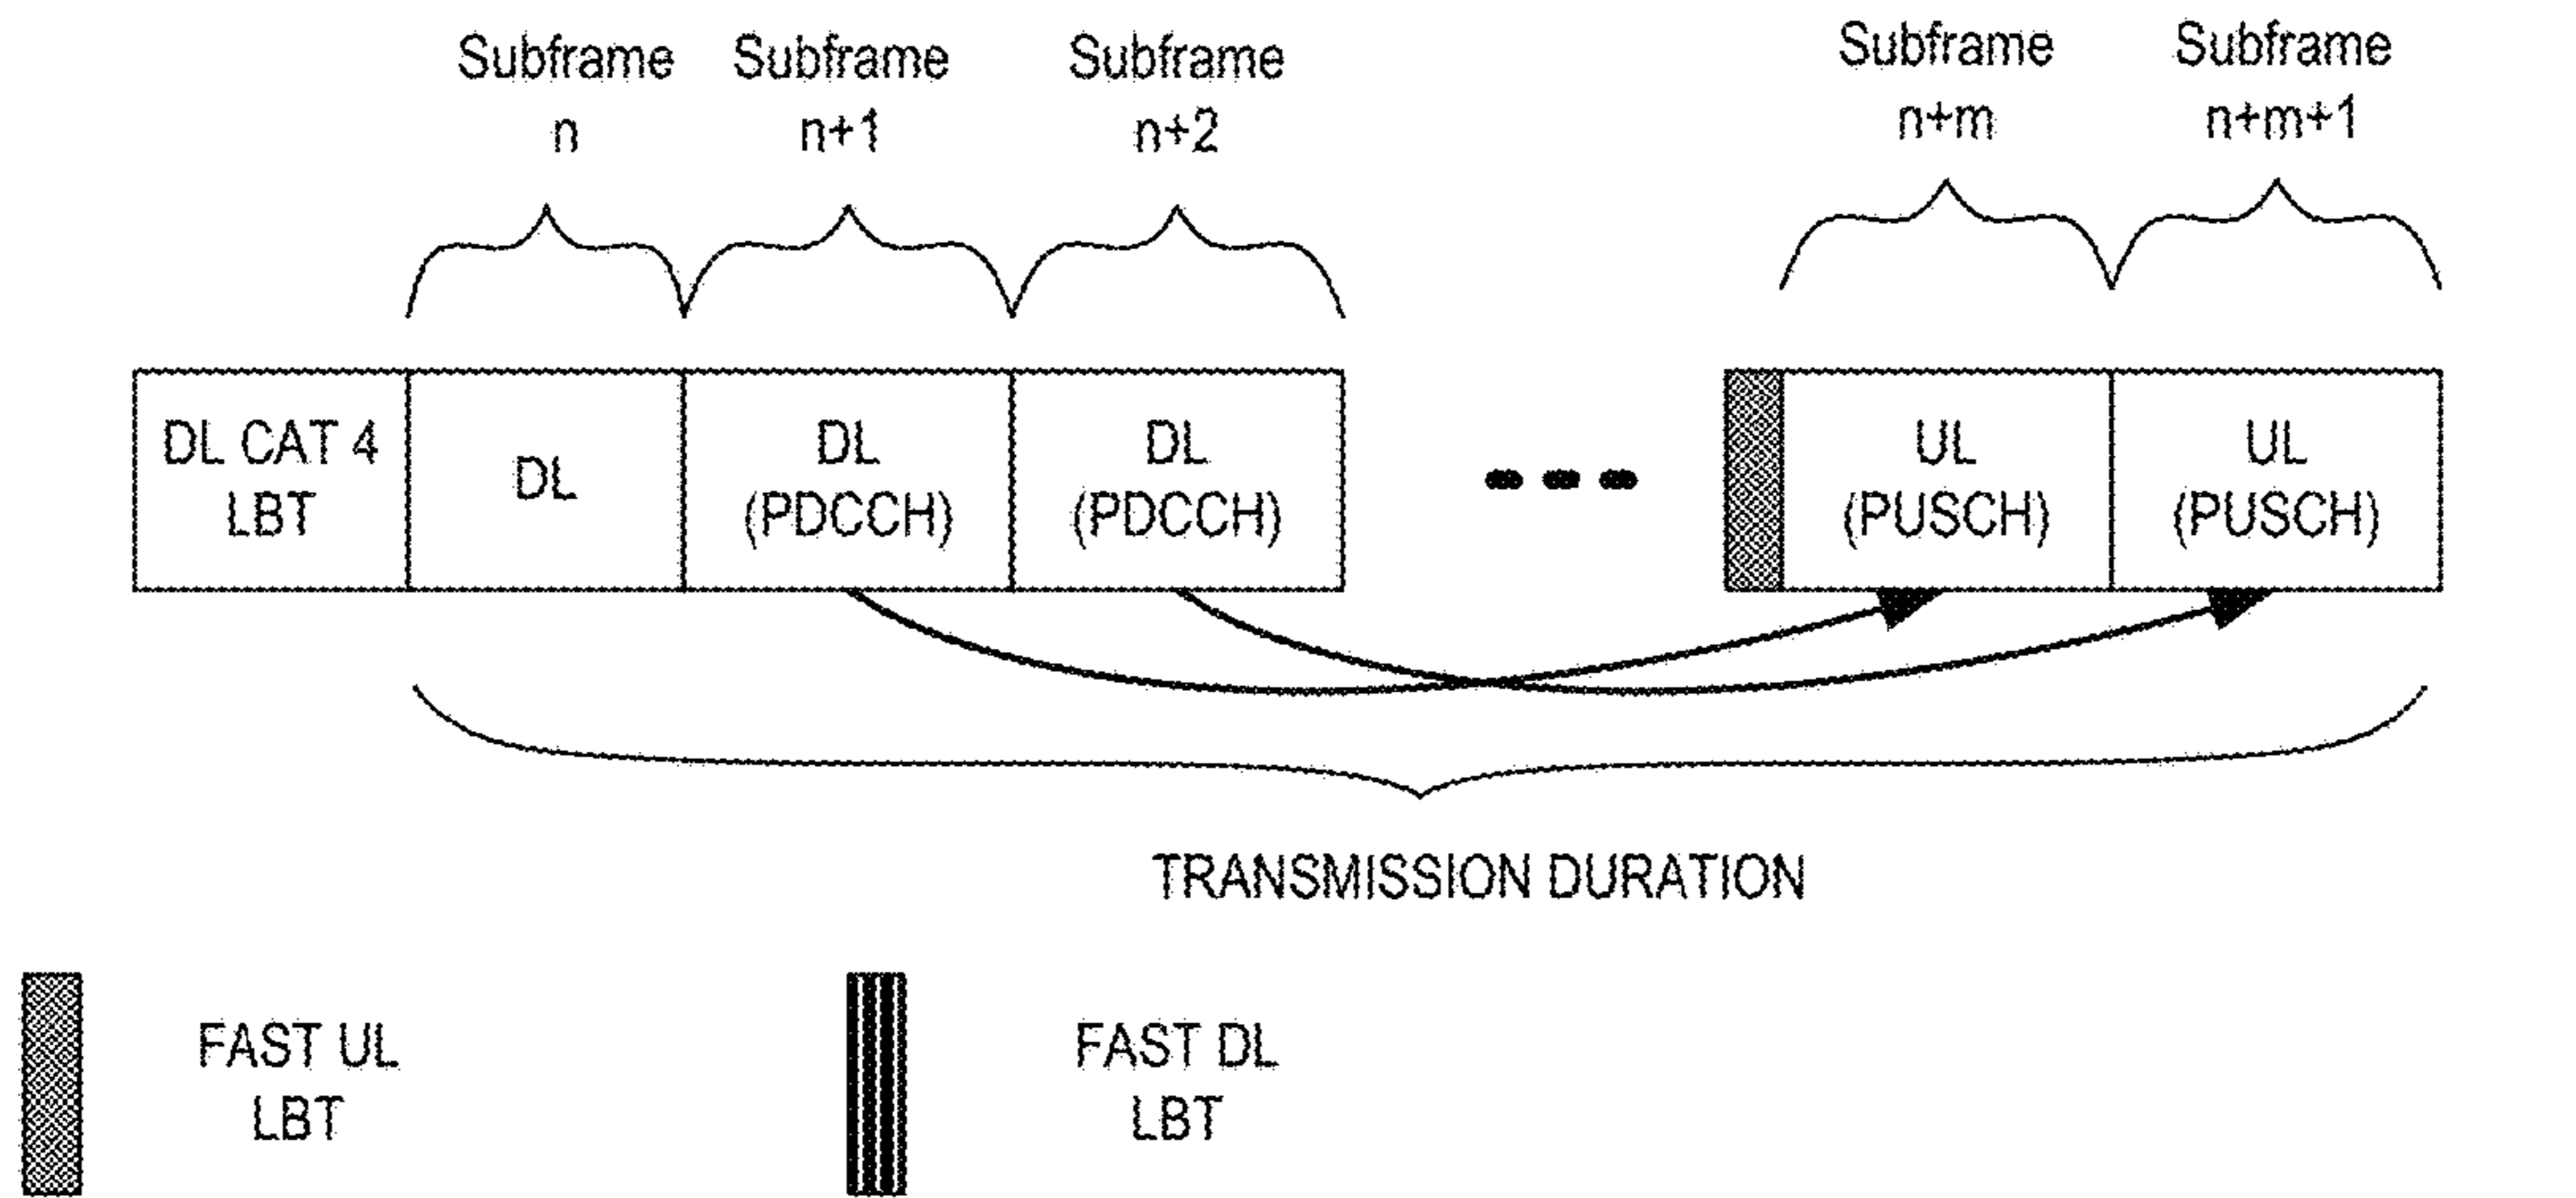 Subframe
n
Subframe
n+1
Subframe
n+2
Subframe
n+m
Subframe
n+m+1
DL CAT 4
LBT
DL
DL
(PDCCH)
DL
(PDCCH)
UL
(PUSCH)
UL
(PUSCH)
TRANSMISSION DURATION
FAST UL
LBT
FAST DL
LBT